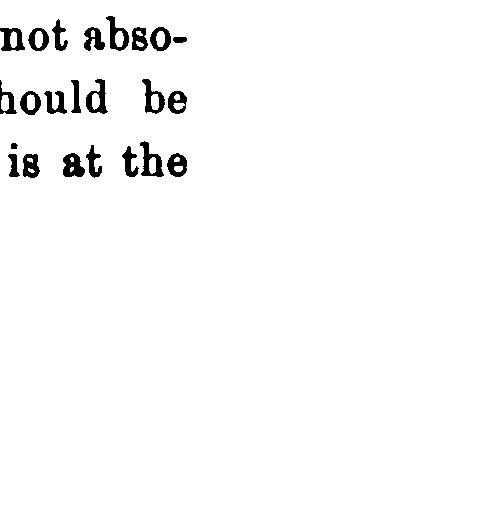 not abso-
hould be
is at the